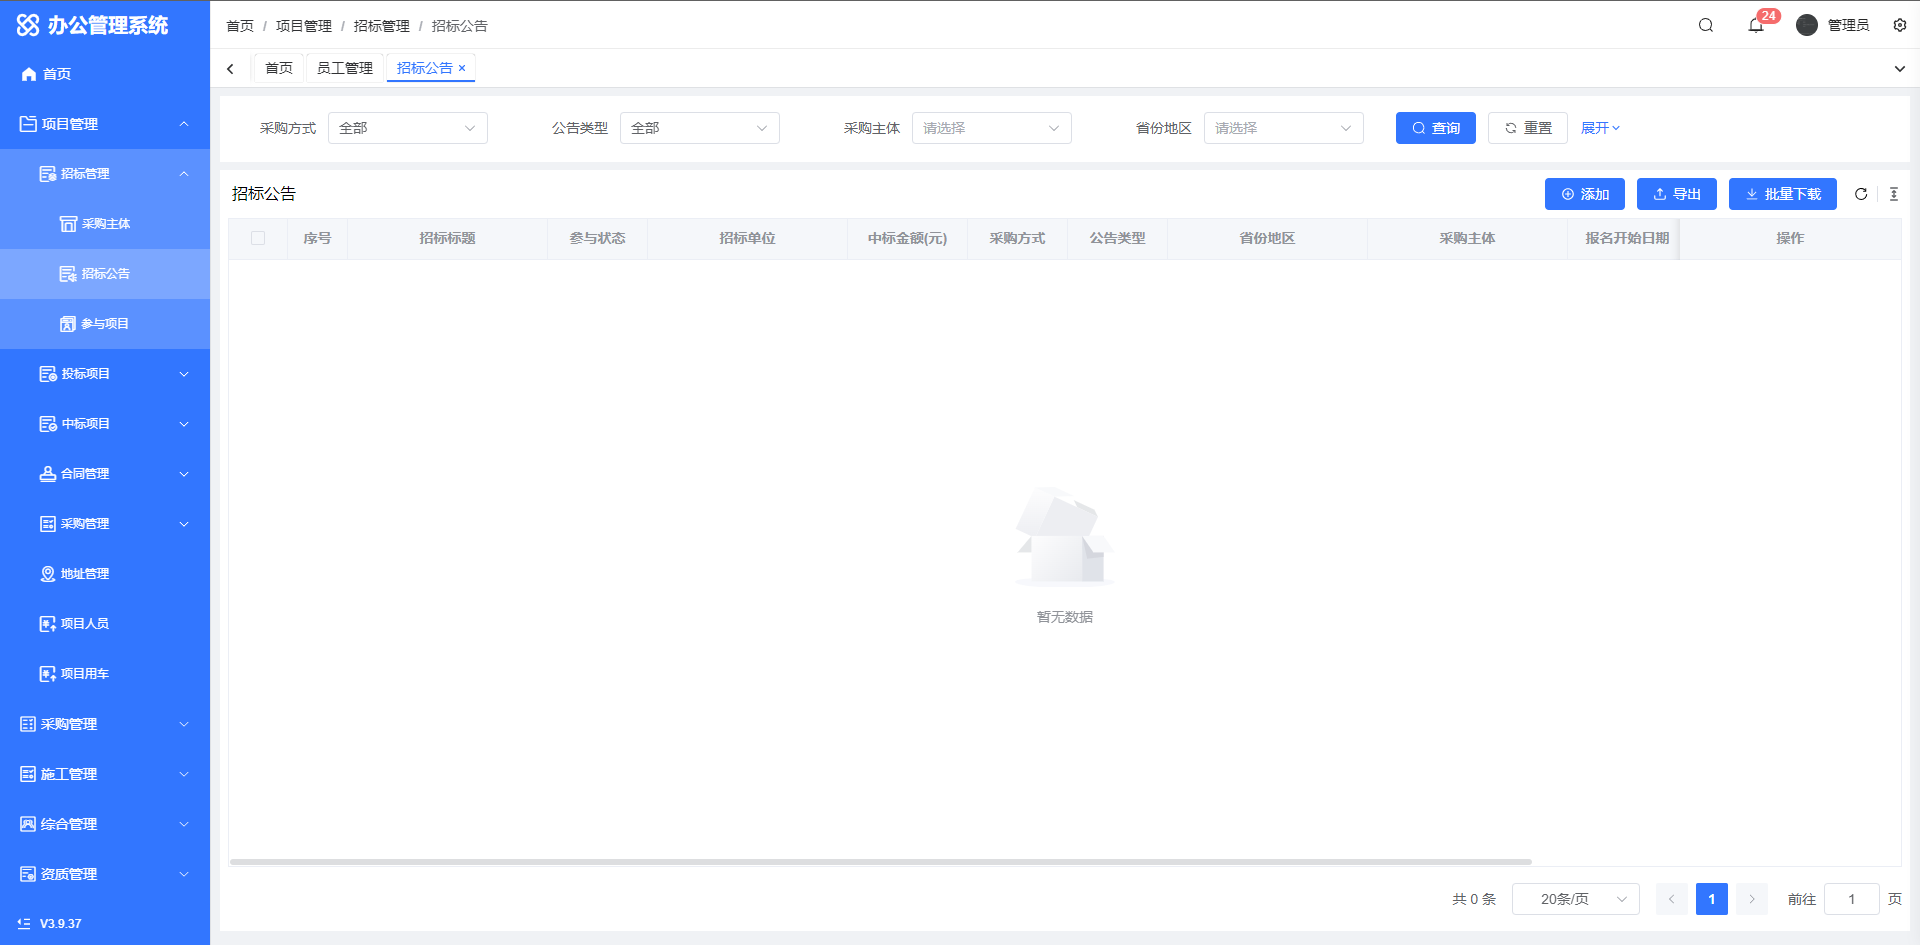 办公管理系统
首页
项目管理
招标管理
采购主体
招标公告
参与项目
投标项目
中标项目
合同管理
采购管理
地址管理
项目人员
项目用车
采购管理
施工管理
综合管理
资质管理
V3.9.37
首页 / 项目管理 / 招标管理 / 招标公告
24
管理员
首页 员工管理 招标公告 ×
采购方式 全部 公告类型 全部 采购主体 请选择 省份地区 请选择 查询 重置 展开
招标公告 添加 导出 批量下载
序号 招标标题 参与状态 招标单位 中标金额(元) 采购方式 公告类型 省份地区 采购主体 报名开始日期 操作
暂无数据
共 0 条 20条/页 1 前往 1 页